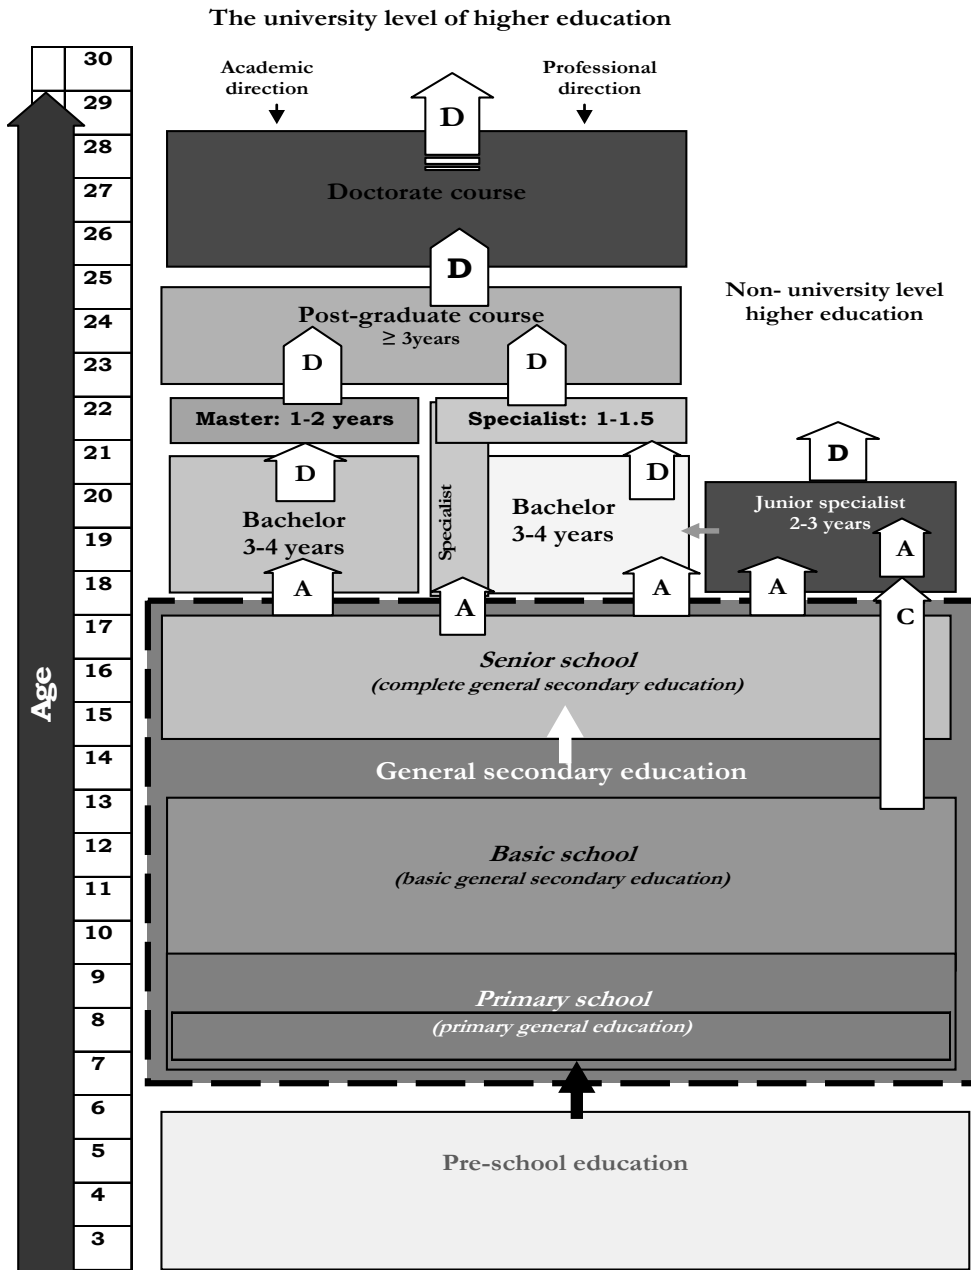 The university level of higher education
Academic
direction
Professional
direction
30
29
28
27
26
25
24
23
22
21
20
19
18
17
16
15
14
13
12
11
10
9
8
7
6
5
4
3
Age
D
Doctorate course
D
Non- university level
higher education
Post-graduate course
≥ 3years
D
D
Master: 1-2 years
Specialist: 1-1.5
D
D
D
Bachelor
3-4 years
Specialist
Bachelor
3-4 years
Junior specialist
2-3 years
A
A
A
A
A
C
Senior school
(complete general secondary education)
General secondary education
Basic school
(basic general secondary education)
Primary school
(primary general education)
Pre-school education